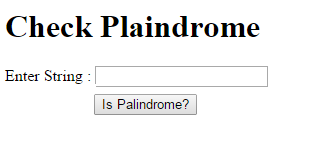 Check Plaindrome
Enter String :
Is Palindrome?